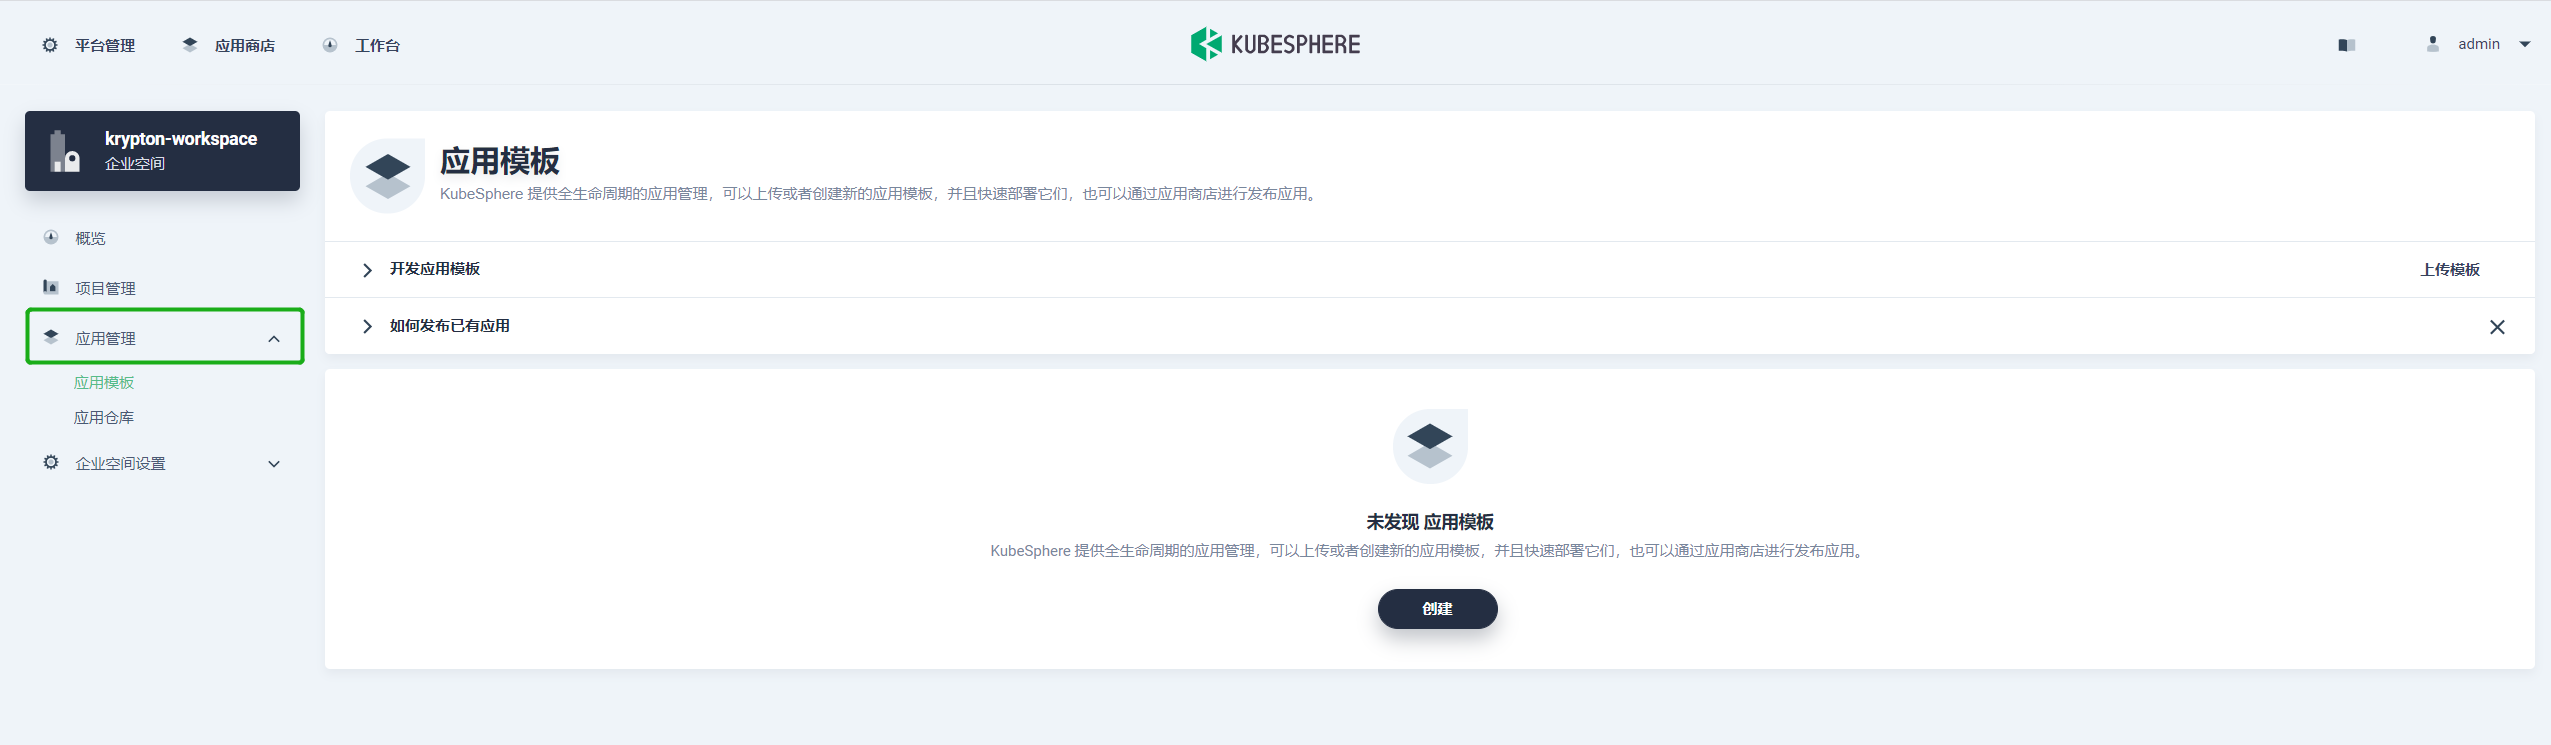 平台管理
应用商店
工作台
KUBESPHERE
admin
krypton-workspace
企业空间
概览
项目管理
应用管理
应用模板
应用仓库
企业空间设置
应用模板
KubeSphere 提供全生命周期的应用管理，可以上传或者创建新的应用模板，并且快速部署它们，也可以通过应用商店进行发布应用。
开发应用模板
上传模板
如何发布已有应用
未发现 应用模板
KubeSphere 提供全生命周期的应用管理，可以上传或者创建新的应用模板，并且快速部署它们，也可以通过应用商店进行发布应用。
创建